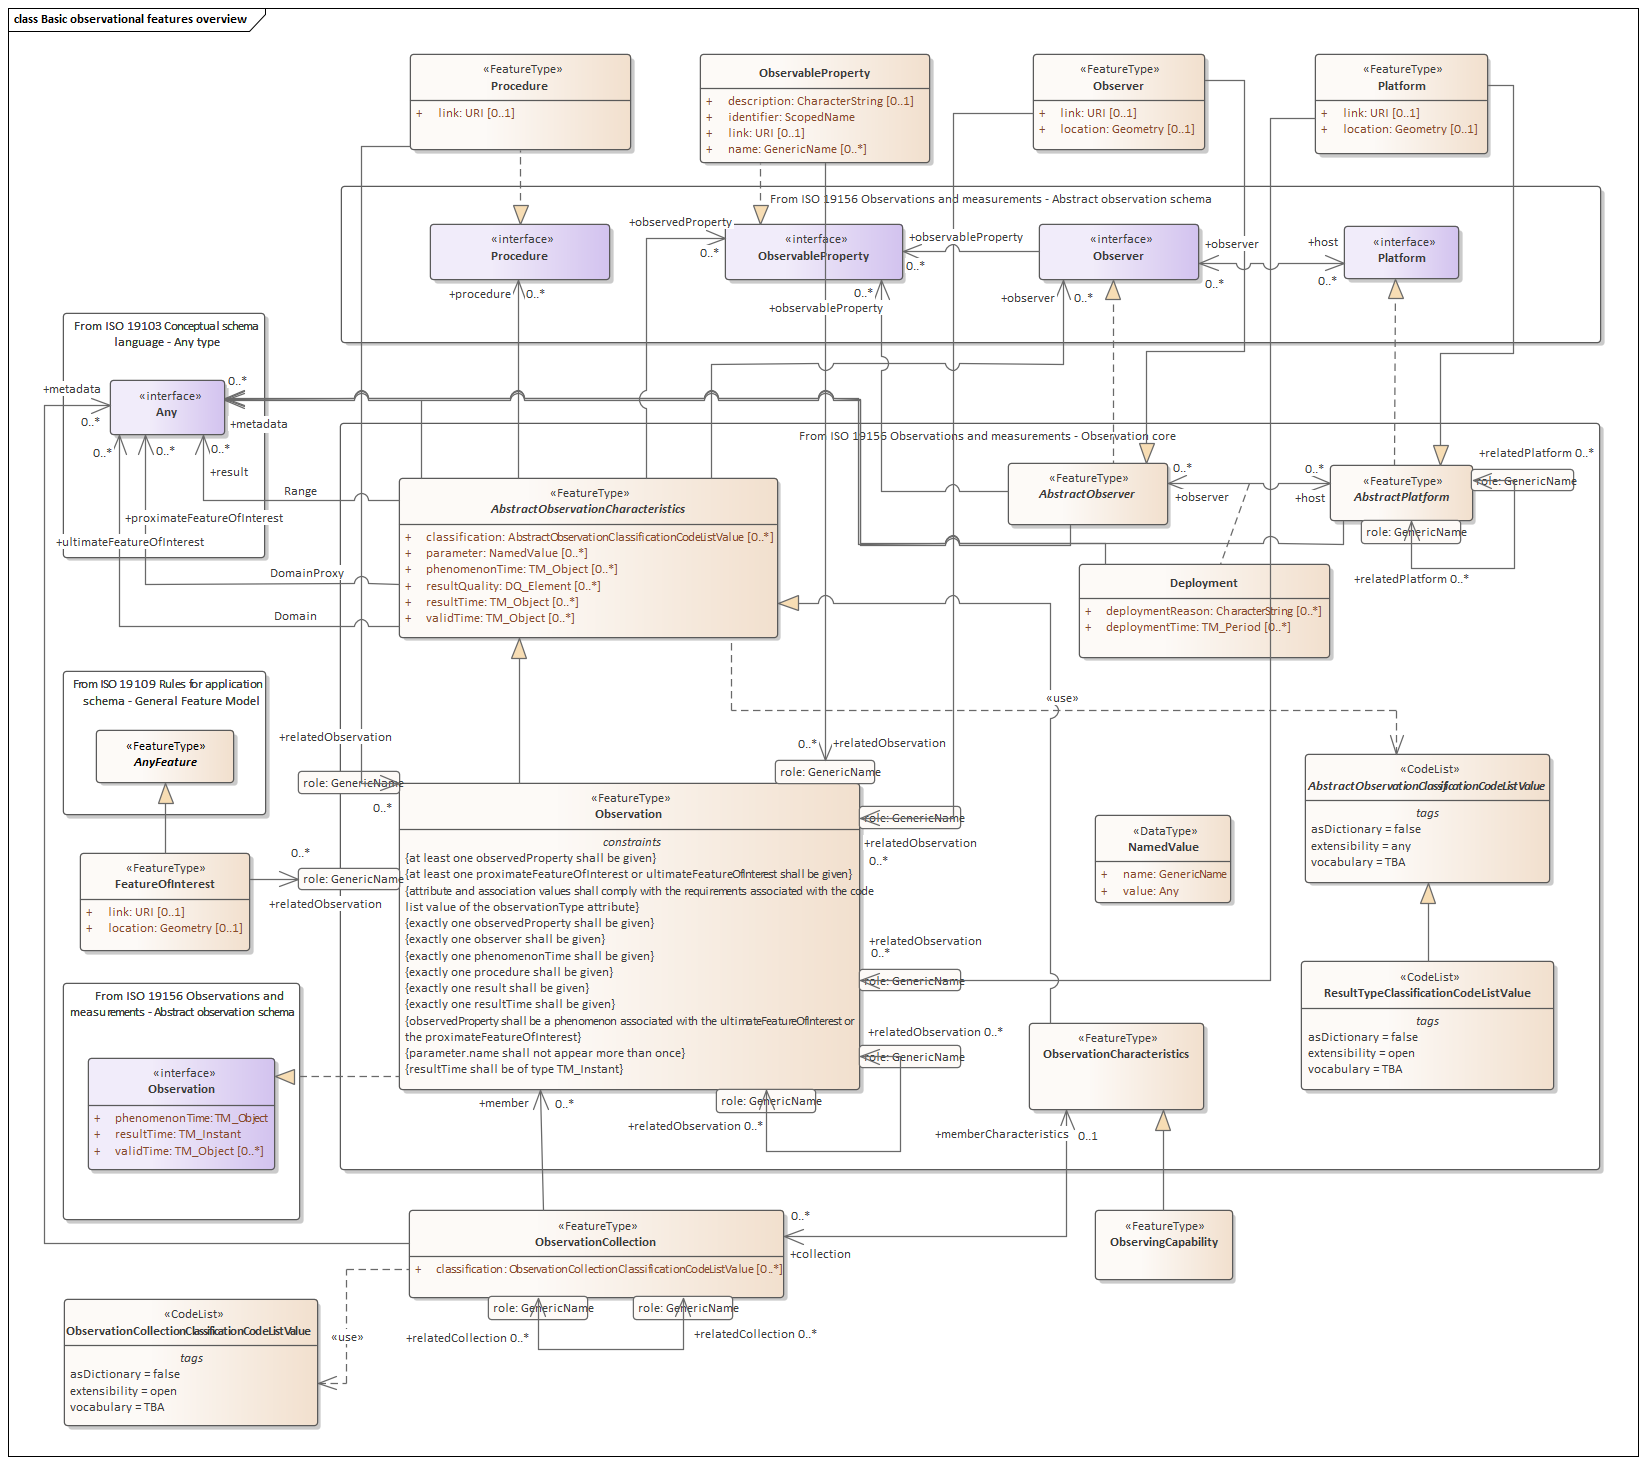 class Basic observational features overview
«FeatureType»
Procedure
+ link: URI [0..1]
ObservableProperty
+ description: CharacterString [0..1]
+ identifier: ScopedName
+ link: URI [0..1]
+ name: GenericName [0..*]
«FeatureType»
Observer
+ link: URI [0..1]
+ location: Geometry [0..1]
«FeatureType»
Platform
+ link: URI [0..1]
+ location: Geometry [0..1]
From ISO 19156 Observations and measurements - Abstract observation schema
«interface»
Procedure
+procedure
0..*
+observedProperty
0..*
«interface»
ObservableProperty
+observableProperty
0..*
0..*
+observableProperty
«interface»
Observer
+observer
0..*
+observer
0..*
+host
0..*
«interface»
Platform
From ISO 19103 Conceptual schema
language - Any type
+metadata
0..*
«interface»
Any
0..*
+metadata
0..*
0..*
0..*
+result
Range
+proximateFeatureOfInterest
+ultimateFeatureOfInterest
DomainProxy
Domain
From ISO 19156 Observations and measurements - Observation core
«FeatureType»
AbstractObservationCharacteristics
+ classification: AbstractObservationClassificationCodeListValue [0..*]
+ parameter: NamedValue [0..*]
+ phenomenonTime: TM_Object [0..*]
+ resultQuality: DQ_Element [0..*]
+ resultTime: TM_Object [0..*]
+ validTime: TM_Object [0..*]
«FeatureType»
AbstractObserver
0..*
+observer
0..*
+host
«FeatureType»
AbstractPlatform
+relatedPlatform 0..*
role: GenericName
role: GenericName
+relatedPlatform 0..*
Deployment
+ deploymentReason: CharacterString [0..*]
+ deploymentTime: TM_Period [0..*]
From ISO 19109 Rules for application
schema - General Feature Model
«FeatureType»
AnyFeature
«use»
+relatedObservation
role: GenericName
0..*
0..*
+relatedObservation
role: GenericName
«FeatureType»
FeatureOfInterest
+ link: URI [0..1]
+ location: Geometry [0..1]
0..*
role: GenericName
+relatedObservation
«FeatureType»
Observation
constraints
{at least one observedProperty shall be given}
{at least one proximateFeatureOfInterest or ultimateFeatureOfInterest shall be given}
{attribute and association values shall comply with the requirements associated with the code
list value of the observationType attribute}
{exactly one observedProperty shall be given}
{exactly one observer shall be given}
{exactly one phenomenonTime shall be given}
{exactly one procedure shall be given}
{exactly one result shall be given}
{exactly one resultTime shall be given}
{observedProperty shall be a phenomenon associated with the ultimateFeatureOfInterest or
the proximateFeatureOfInterest}
{parameter.name shall not appear more than once}
{resultTime shall be of type TM_Instant}
role: GenericName
+relatedObservation
0..*
+relatedObservation
0..*
role: GenericName
+relatedObservation 0..*
role: GenericName
role: GenericName
+relatedObservation 0..*
«DataType»
NamedValue
+ name: GenericName
+ value: Any
«CodeList»
AbstractObservationClassificationCodeListValue
tags
asDictionary = false
extensibility = any
vocabulary = TBA
«CodeList»
ResultTypeClassificationCodeListValue
tags
asDictionary = false
extensibility = open
vocabulary = TBA
From ISO 19156 Observations and
measurements - Abstract observation schema
«interface»
Observation
+ phenomenonTime: TM_Object
+ resultTime: TM_Instant
+ validTime: TM_Object [0..*]
«FeatureType»
ObservationCharacteristics
+member
0..*
+memberCharacteristics
0..1
«FeatureType»
ObservationCollection
+ classification: ObservationCollectionClassificationCodeListValue [0..*]
0..*
+collection
«FeatureType»
ObservingCapability
role: GenericName
role: GenericName
+relatedCollection 0..*
+relatedCollection 0..*
«use»
«CodeList»
ObservationCollectionClassificationCodeListValue
tags
asDictionary = false
extensibility = open
vocabulary = TBA